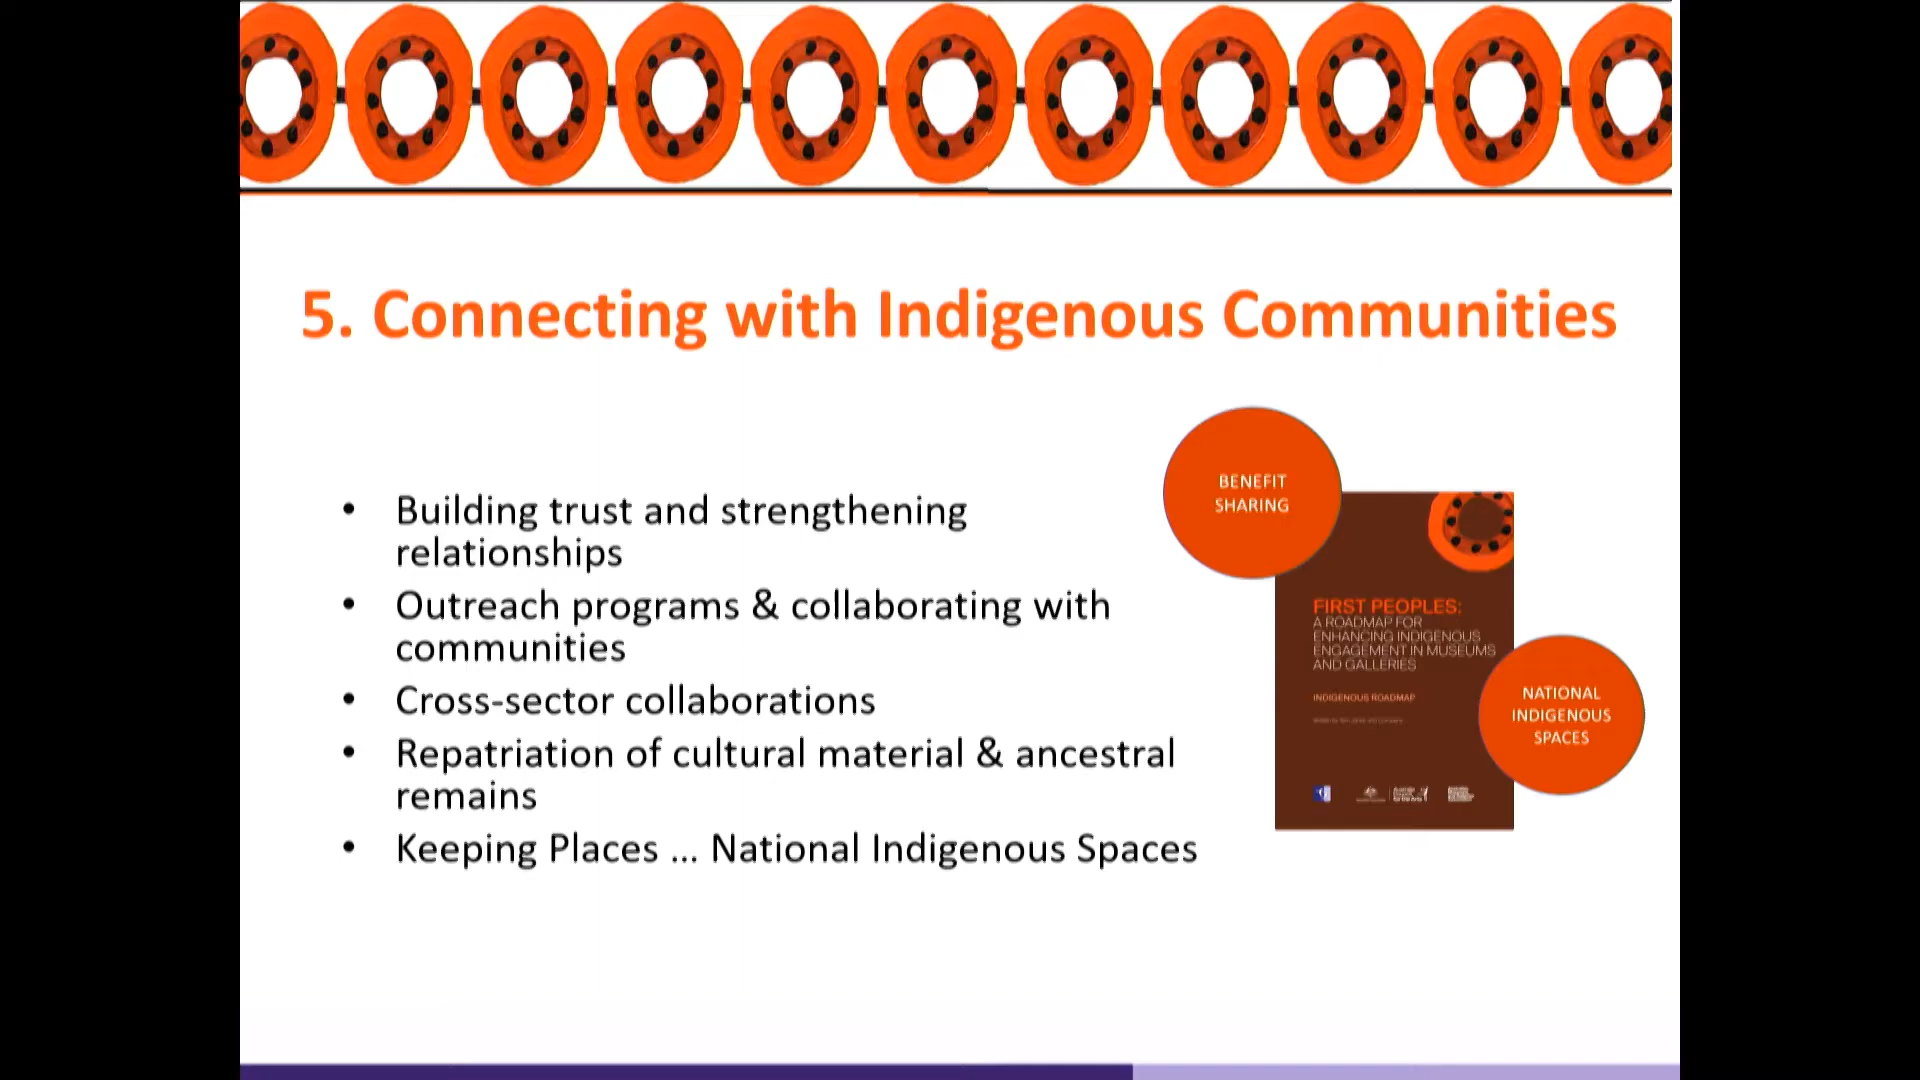 5. Connecting with Indigenous Communities
• Building trust and strengthening
relationships
• Outreach programs & collaborating with
communities
• Cross-sector collaborations
• Repatriation of cultural material & ancestral
remains
• Keeping Places ... National Indigenous Spaces
BENEFIT
SHARING
FIRST PEOPLES:
A ROADMAP FOR
ENHANCING INDIGENOUS
ENGAGEMENT IN MUSEUMS
AND GALLERIES
INDIGENOUS ROADMAP
NATIONAL
INDIGENOUS
SPACES